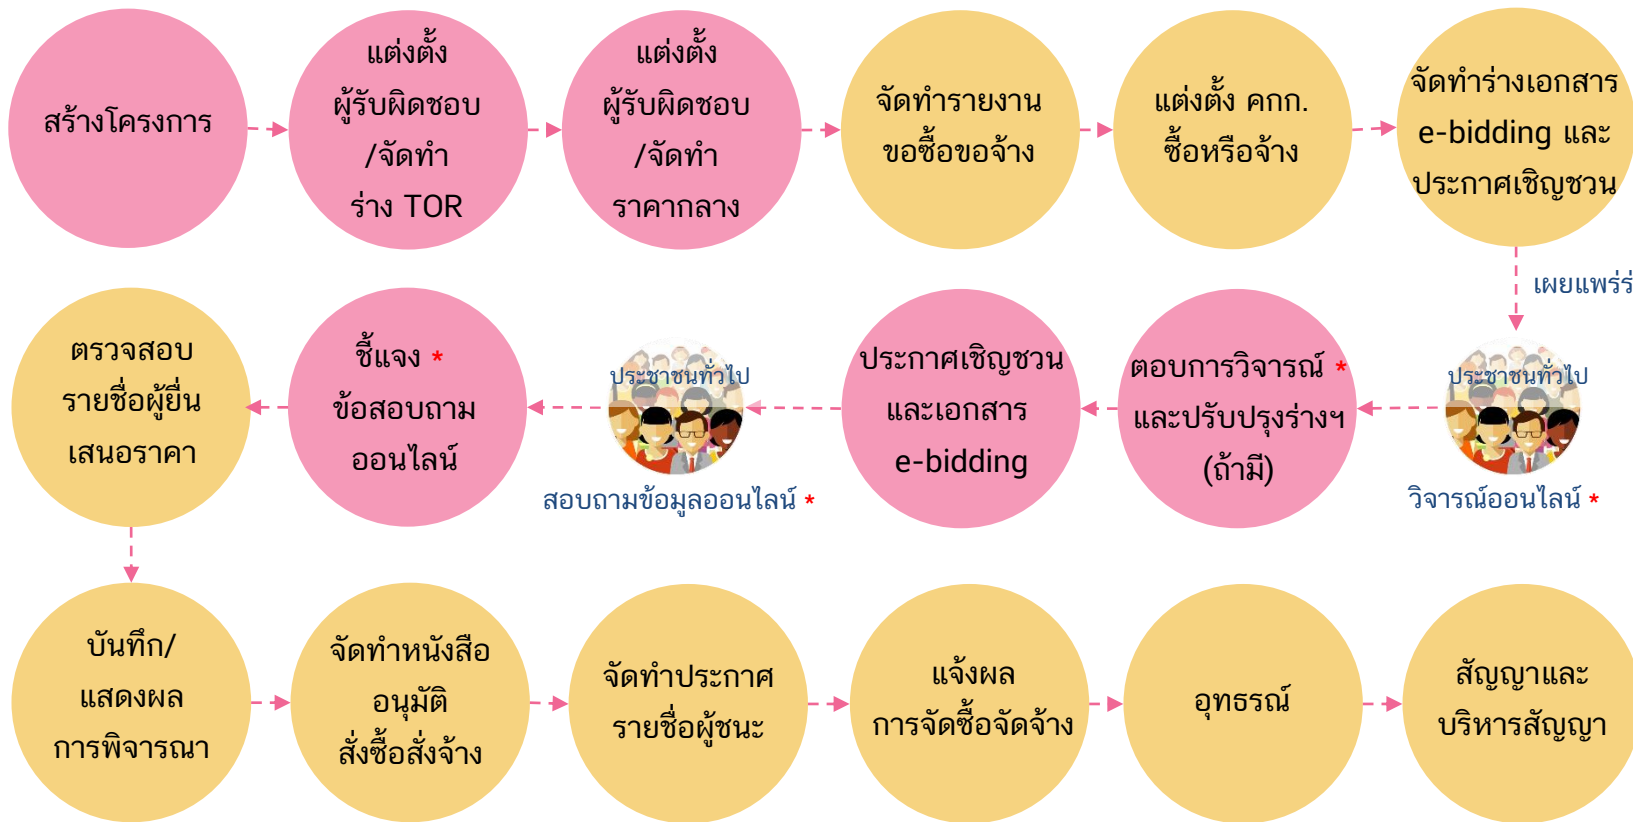 สร้างโครงการ
แต่งตั้ง
ผู้รับผิดชอบ
/จัดทำ
ร่าง TOR
แต่งตั้ง
ผู้รับผิดชอบ
/จัดทำ
ราคากลาง
จัดทำรายงาน
ขอซื้อขอจ้าง
แต่งตั้ง คกก.
ซื้อหรือจ้าง
จัดทำร่างเอกสาร
e-bidding และ
ประกาศเชิญชวน
เผยแพร่ร่
ประชาชนทั่วไป
วิจารณ์ออนไลน์ *
ตอบการวิจารณ์ *
และปรับปรุงร่างฯ
(ถ้ามี)
ประกาศเชิญชวน
และเอกสาร
e-bidding
ประชาชนทั่วไป
สอบถามข้อมูลออนไลน์ *
ชี้แจง *
ข้อสอบถาม
ออนไลน์
ตรวจสอบ
รายชื่อผู้ยื่น
เสนอราคา
บันทึก/
แสดงผล
การพิจารณา
จัดทำหนังสือ
อนุมัติ
สั่งซื้อสั่งจ้าง
จัดทำประกาศ
รายชื่อผู้ชนะ
แจ้งผล
การจัดซื้อจัดจ้าง
อุทธรณ์
สัญญาและ
บริหารสัญญา